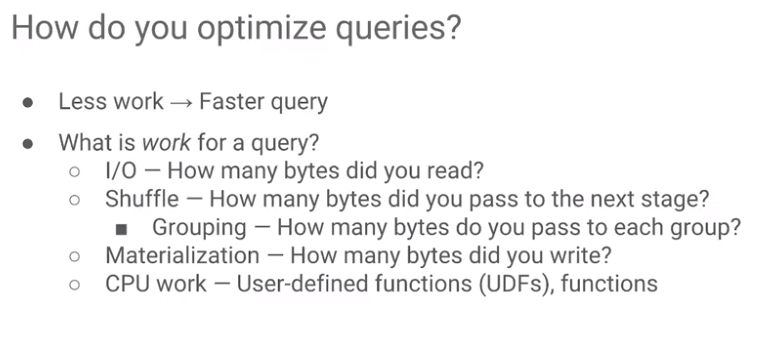 How do you optimize queries?
● Less work → Faster query
● What is work for a query?
○ I/O — How many bytes did you read?
○ Shuffle — How many bytes did you pass to the next stage?
■ Grouping — How many bytes do you pass to each group?
○ Materialization — How many bytes did you write?
○ CPU work — User-defined functions (UDFs), functions